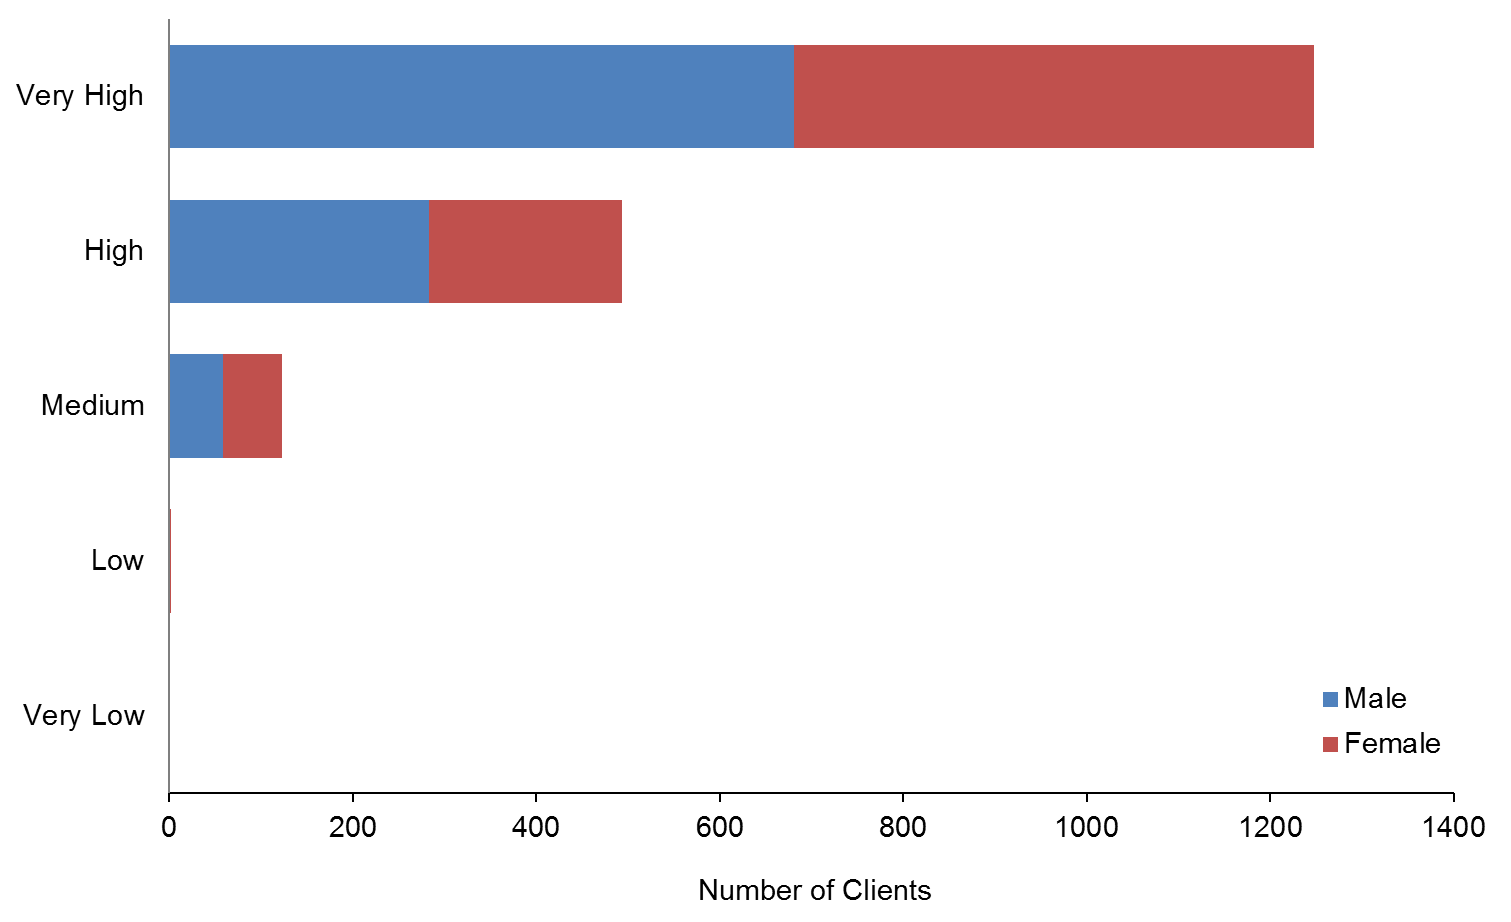 Very High
High
Medium
Low
Very Low
Male
Female
0 200 400 600 800 1000 1200 1400
Number of Clients